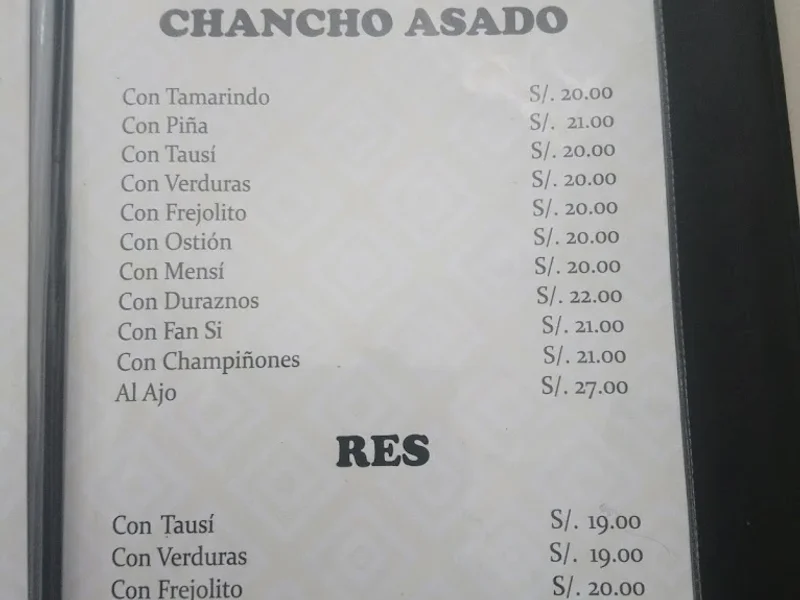 CHANCHO ASADO
Con Tamarindo S/. 20.00
Con Piña S/. 21.00
Con Tausí S/. 20.00
Con Verduras S/. 20.00
Con Frejolito S/. 20.00
Con Ostión S/. 20.00
Con Mensí S/. 20.00
Con Duraznos S/. 22.00
Con Fan Si S/. 21.00
Con Champiñones S/. 21.00
Al Ajo S/. 27.00
RES
Con Tausí S/. 19.00
Con Verduras S/. 19.00
Con Frejolito S/. 20.00